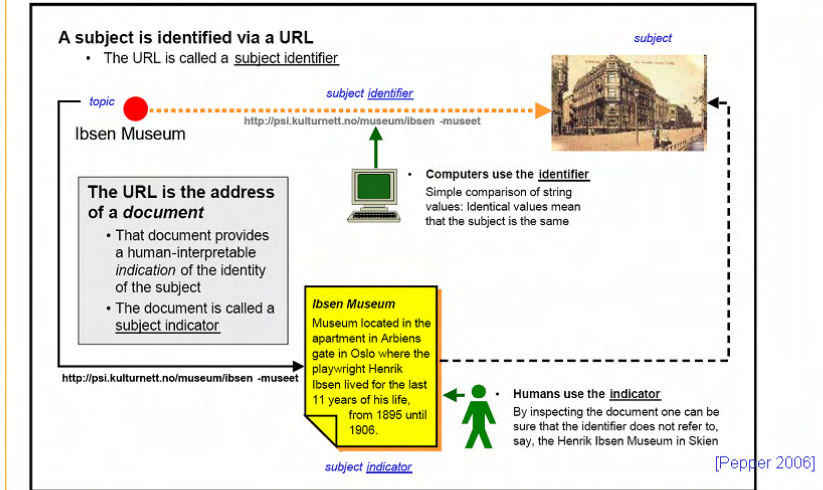 A subject is identified via a URL
• The URL is called a subject identifier
subject
topic
subject identifier
http://psi.kulturnett.no/museum/ibsen -museet
Ibsen Museum
• Computers use the identifier
Simple comparison of string
values: Identical values mean
that the subject is the same
The URL is the address
of a document
• That document provides
a human-interpretable
indication of the identity
of the subject
• The document is called a
subject indicator
http://psi.kulturnett.no/museum/ibsen -museet
Ibsen Museum
Museum located in the
apartment in Arbiens
gate in Oslo where the
playwright Henrik
Ibsen lived for the last
11 years of his life,
from 1895 until
1906.
subject indicator
• Humans use the indicator
By inspecting the document one can be
sure that the identifier does not refer to,
say, the Henrik Ibsen Museum in Skien
[Pepper 2006]